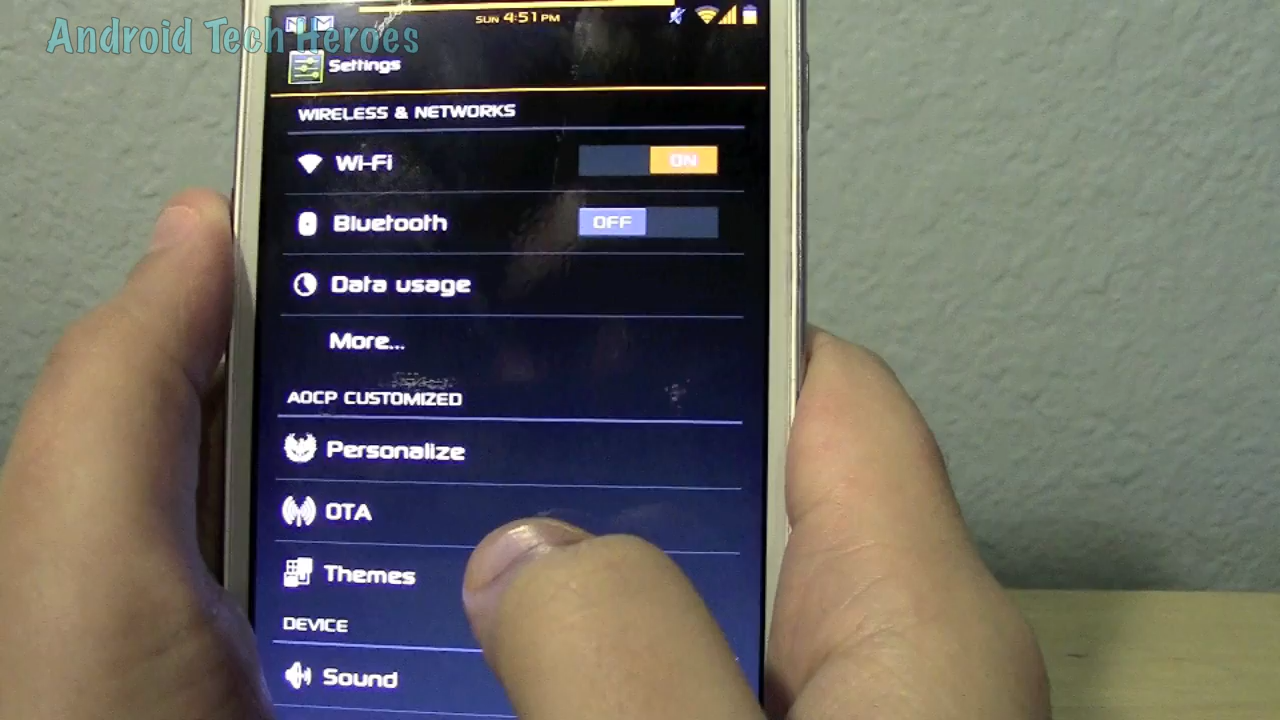 Android Tech Heroes
SUN 4:51 PM
Settings
WIRELESS & NETWORKS
Wi-Fi
ON
Bluetooth
OFF
Data usage
More...
AOCP CUSTOMIZED
Personalize
OTA
Themes
DEVICE
Sound